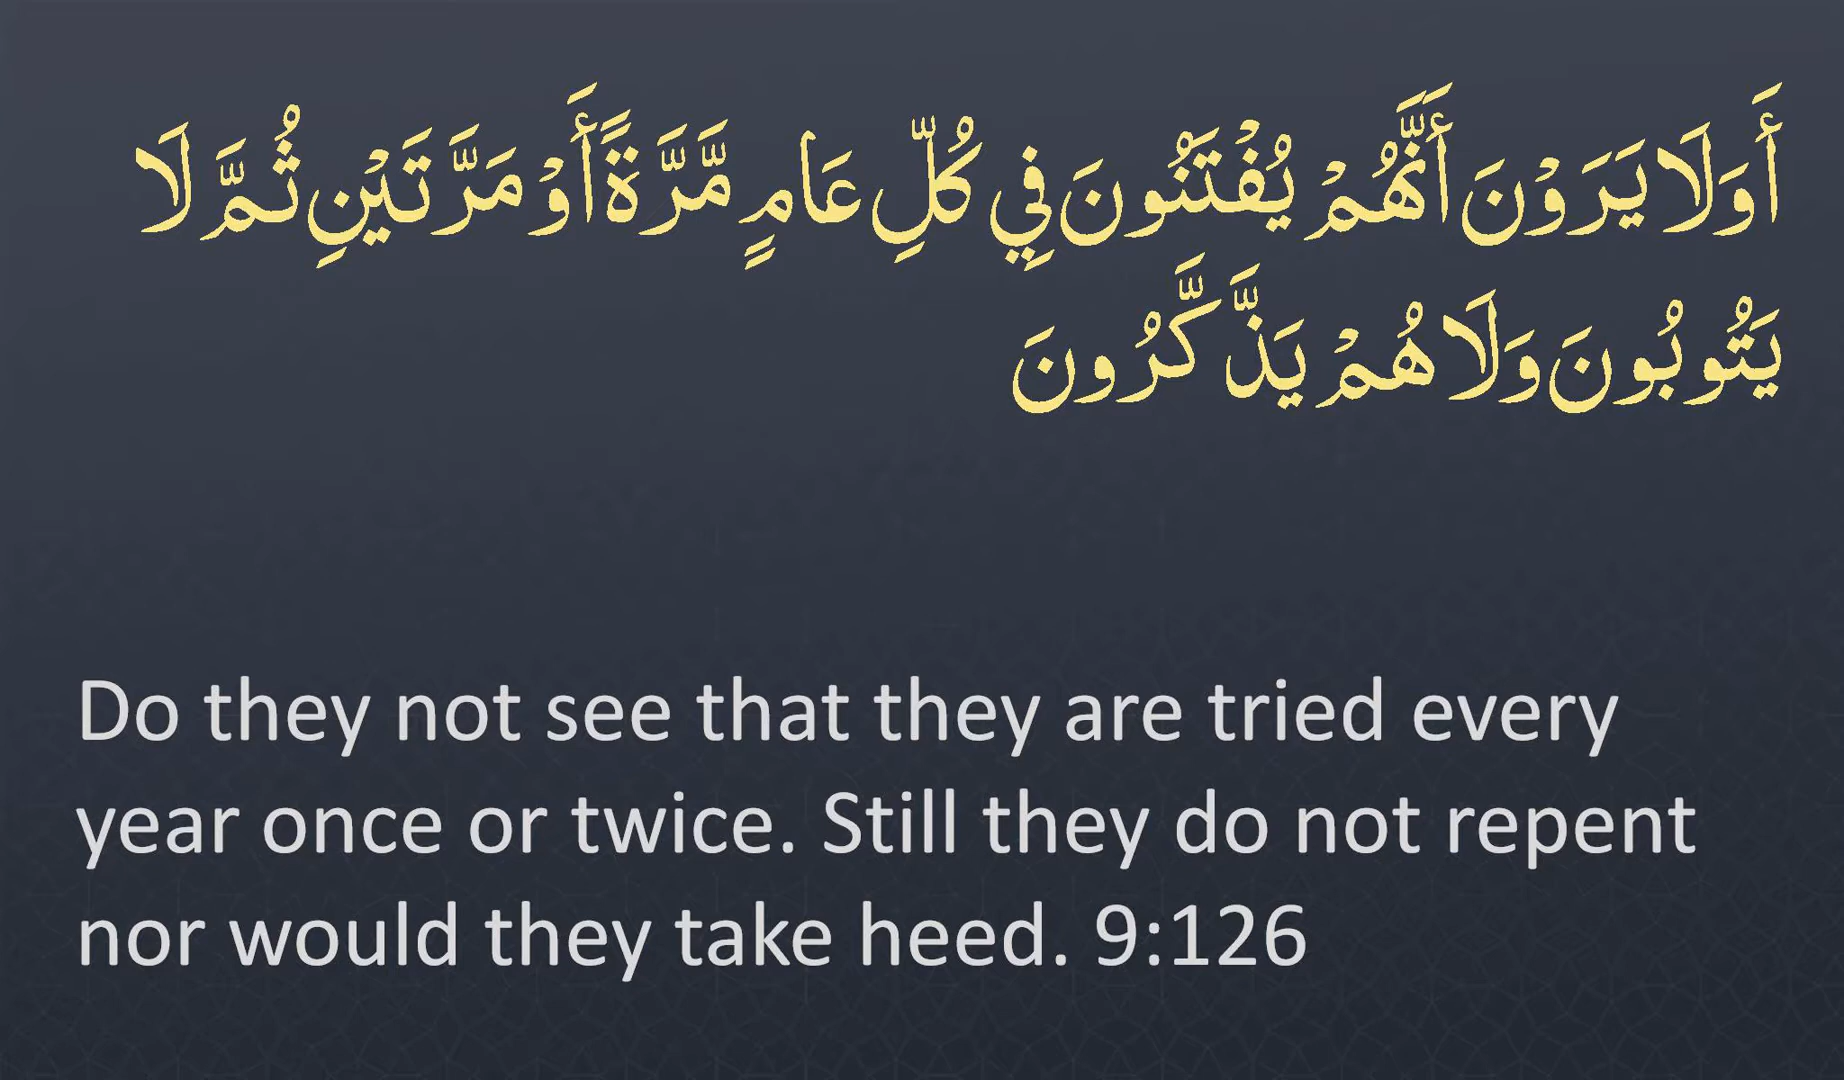 أَوَلَا يَرَوْنَ أَنَّهُمْ يُفْتَنُونَ فِي كُلِّ عَامٍ مَّرَّةً أَوْ مَرَّتَيْنِ ثُمَّ لَا
يَتُوبُونَ وَلَا هُمْ يَذَّكَّرُونَ
Do they not see that they are tried every
year once or twice. Still they do not repent
nor would they take heed. 9:126